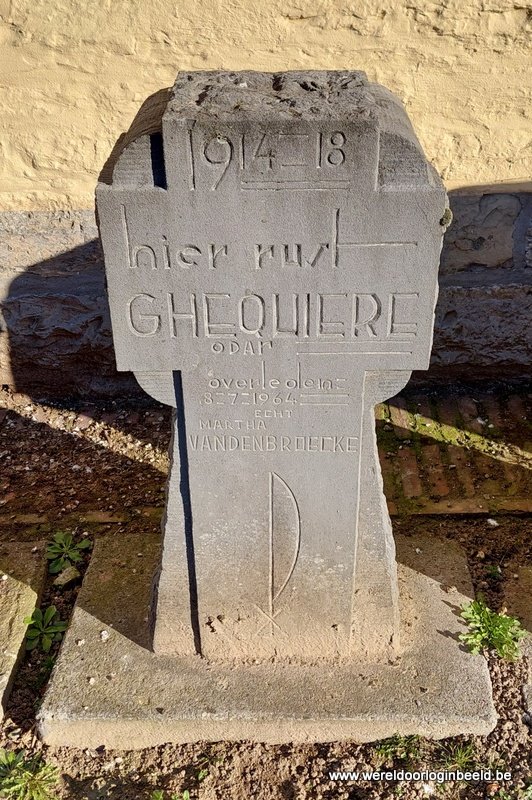 1914-18
hier rust
GHEQUIERE
ODAR
overleden:
8-7-1964
ECHT
MARTHA
VANDENBROECKE
www.wereldoorloginbeeld.be